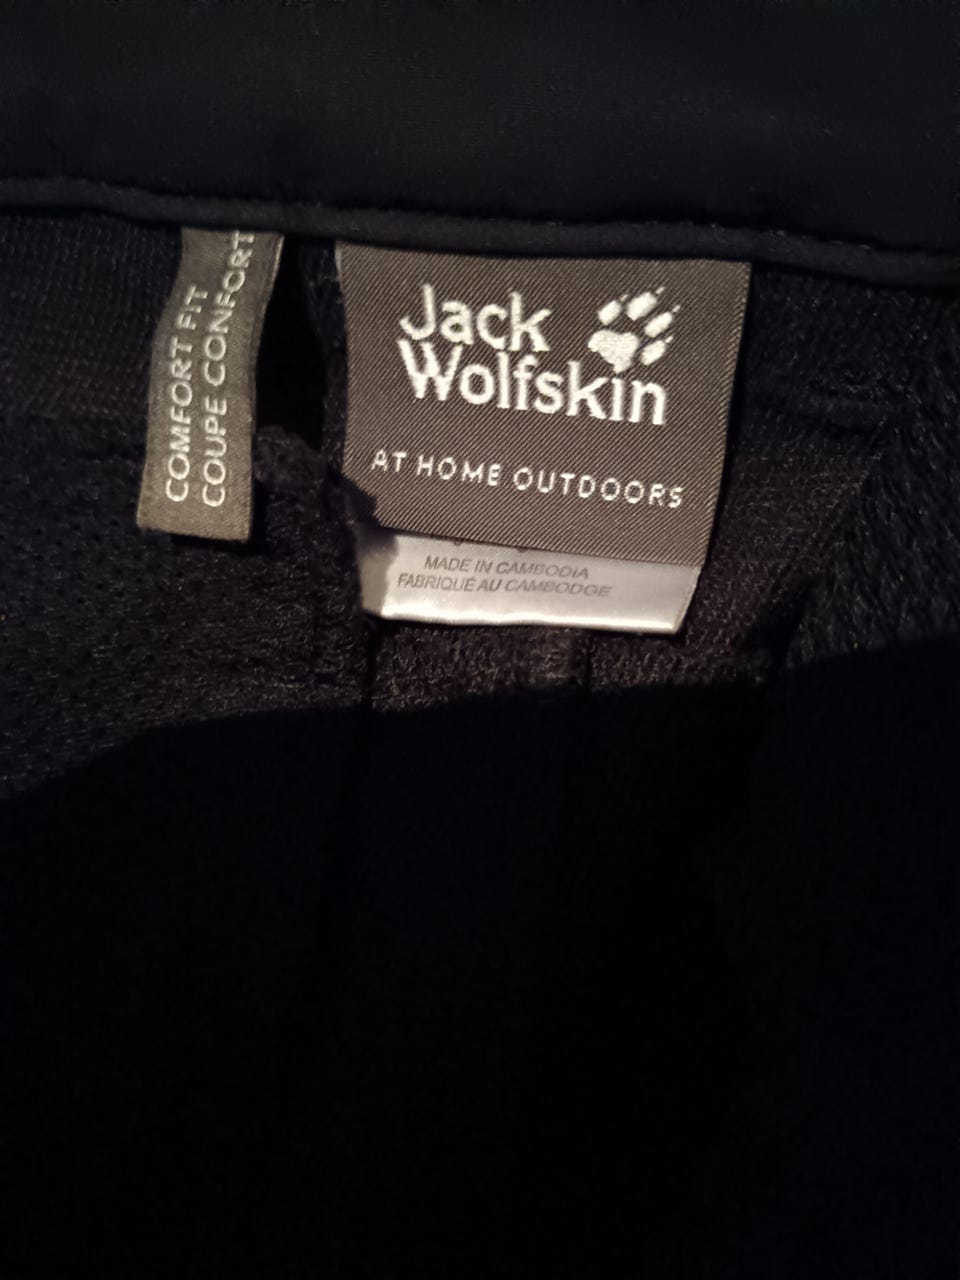 COMFORT FIT
COUPE CONFORT
Jack
Wolfskin
AT HOME OUTDOORS
MADE IN CAMBODIA
FABRIQUÉ AU CAMBODGE